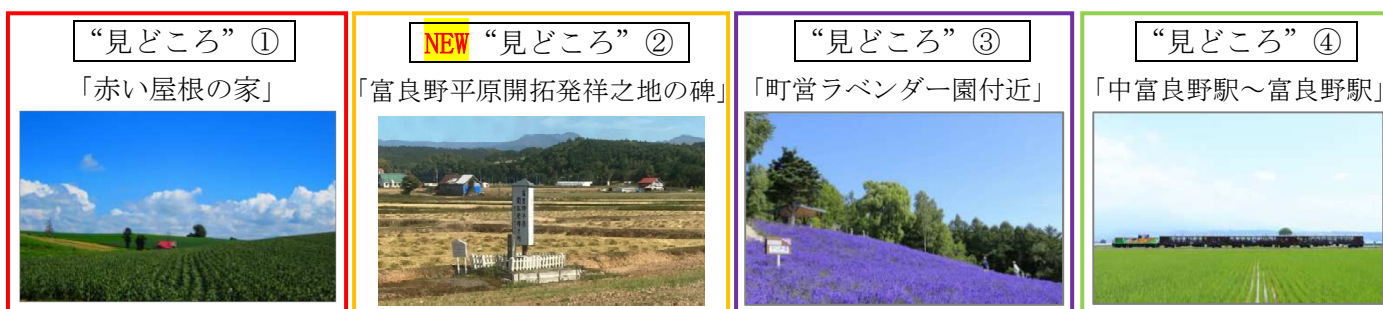 “見どころ”①
「赤い屋根の家」
NEW “見どころ”②
「富良野平原開拓発祥之地の碑」
“見どころ”③
「町営ラベンダー園付近」
“見どころ”④
「中富良野駅～富良野駅」